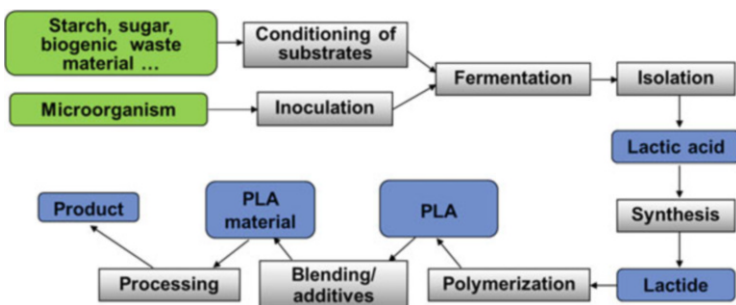 Starch, sugar,
biogenic waste
material ...
Conditioning of
substrates
Fermentation
Isolation
Microorganism
Inoculation
Lactic acid
Synthesis
Lactide
Polymerization
PLA
Blending/
additives
PLA
material
Processing
Product